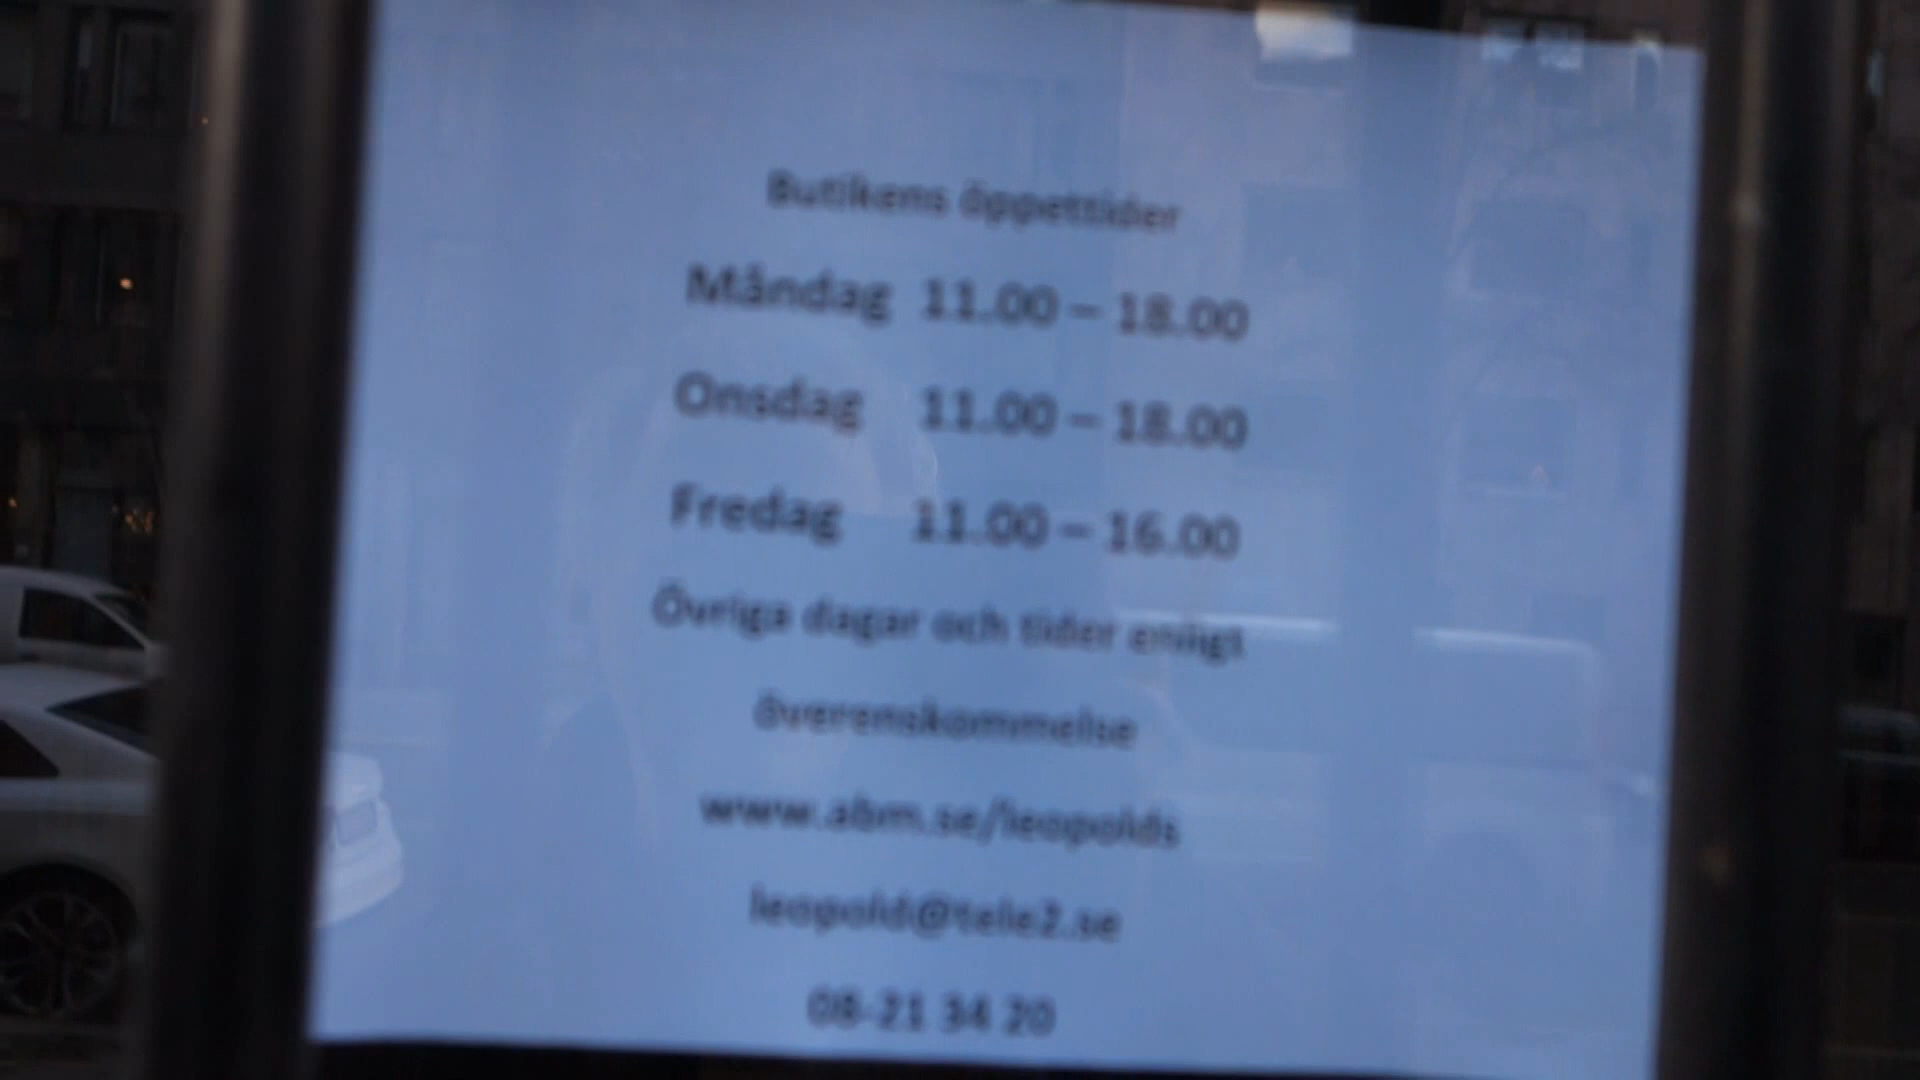 Butikens öppettider
Måndag 11.00 – 18.00
Onsdag 11.00 – 18.00
Fredag 11.00 – 16.00
Övriga dagar och tider enligt
överenskommelse
www.abm.se/leopolds
leopold@tele2.se
08-21 34 20